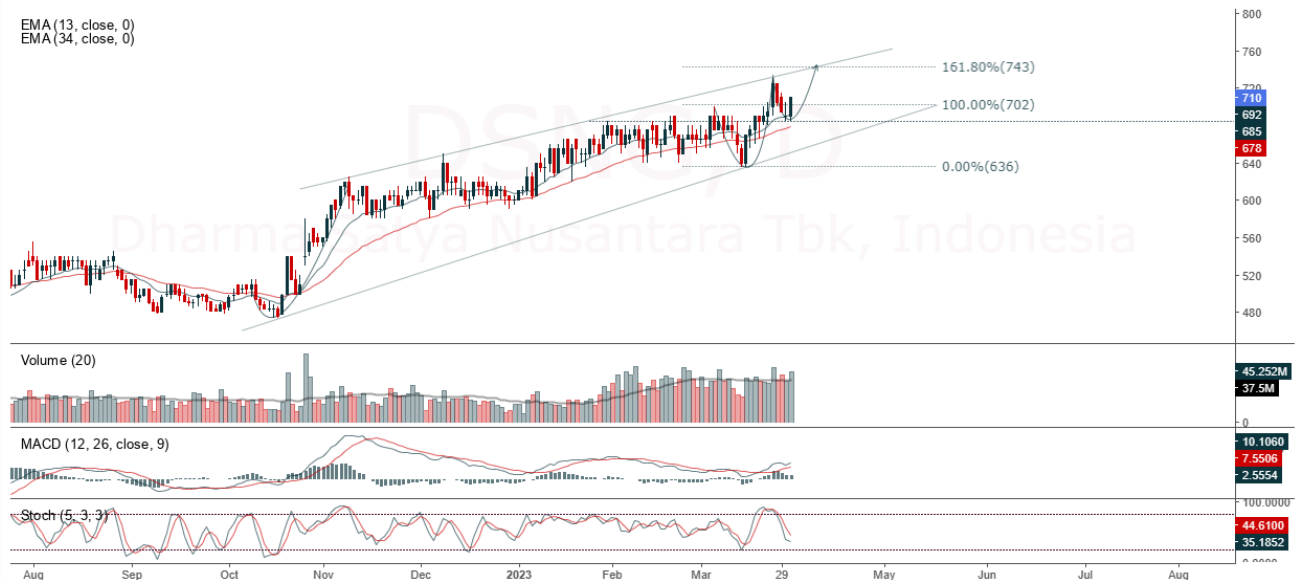 EMA (13, close, 0)
EMA (34, close, 0)
DSNG, D
Dharma Satya Nusantara Tbk, Indonesia
161.80%(743)
100.00%(702)
0.00%(636)
800
760
720
710
692
685
678
640
600
560
520
480
Volume (20)
45.252M
37.5M
0
MACD (12, 26, close, 9)
10.1060
7.5506
2.5554
Stoch (5, 3, 3)
100.0000
44.6100
35.1852
0.0000
Aug Sep Oct Nov Dec 2023 Feb Mar 29 May Jun Jul Aug